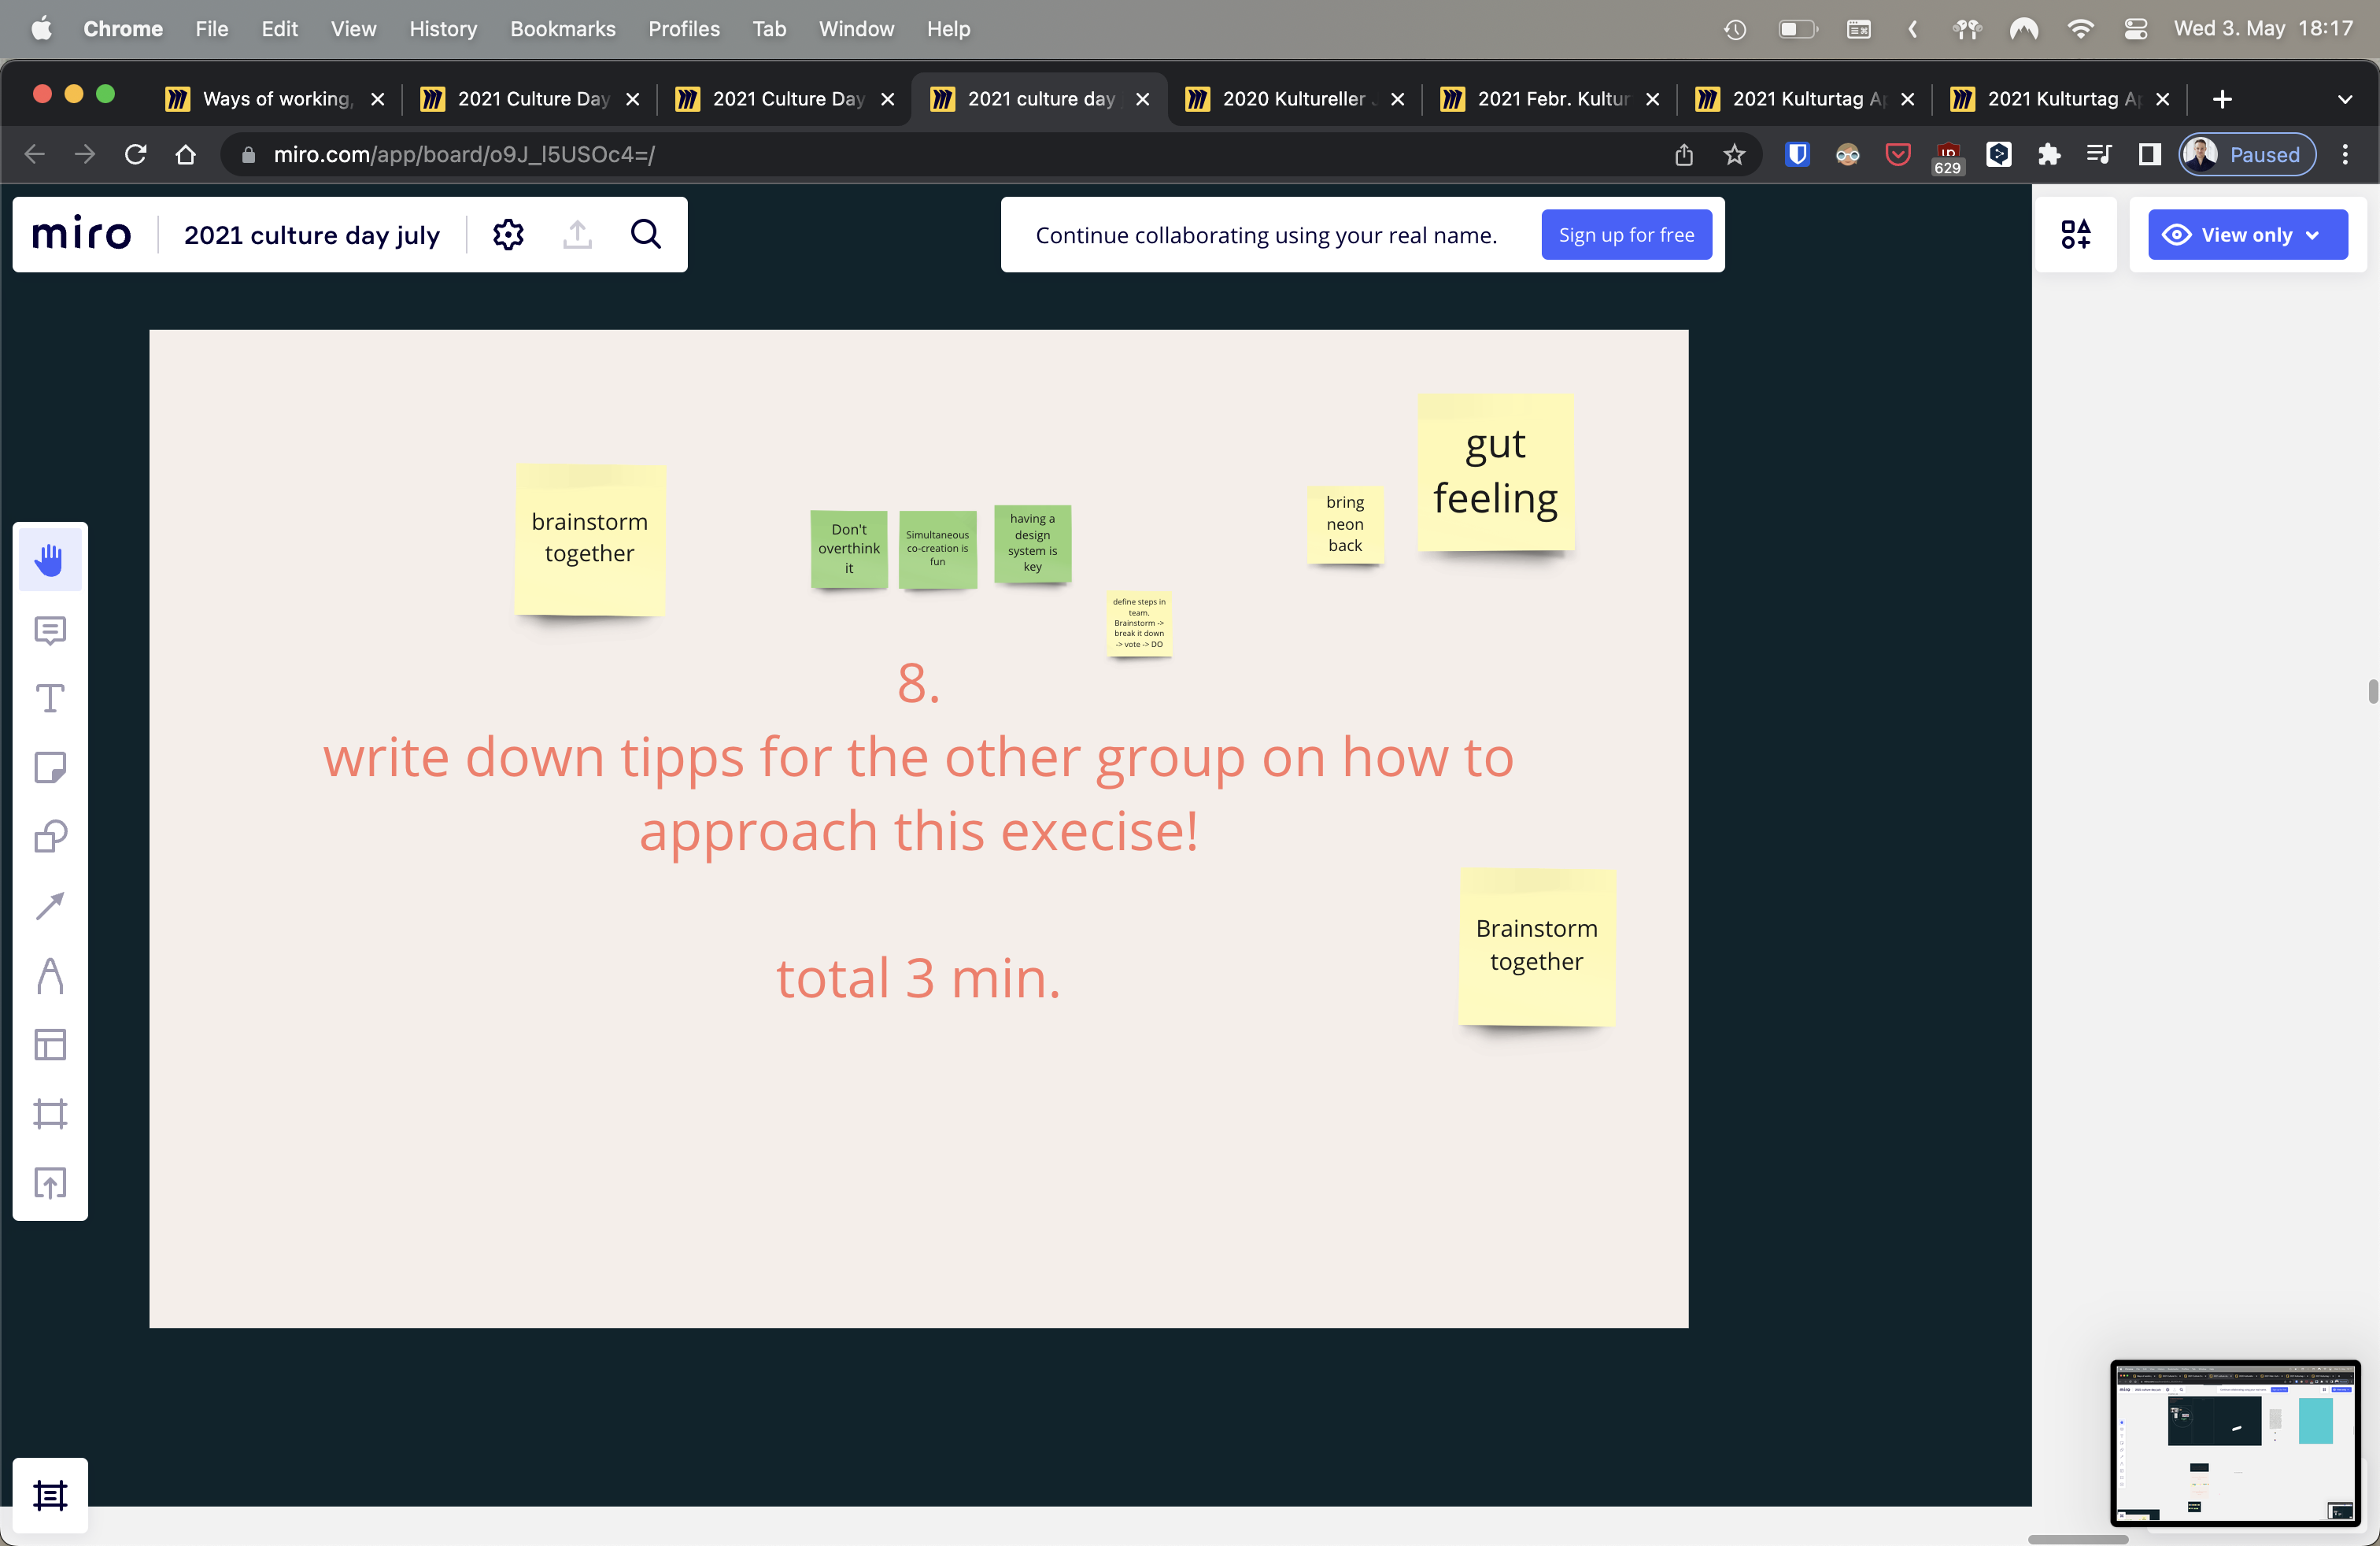 Chrome File Edit View History Bookmarks Profiles Tab Window Help Wed 3. May 18:17
Ways of working, 2021 Culture Day 2021 Culture Day 2021 culture day 2020 Kultureller 2021 Febr. Kultur 2021 Kulturtag 2021 Kulturtag
miro.com/app/board/o9J_l5USOc4=/ 629 Paused
miro 2021 culture day july Continue collaborating using your real name. Sign up for free View only
gut
feeling
brainstorm
together
Don't
overthink
it
Simultaneous
co-creation is
fun
having a
design
system is
key
bring
neon
back
define steps in
team.
Brainstorm ->
break it down
-> vote -> DO
8.
write down tipps for the other group on how to
approach this execise!
total 3 min.
Brainstorm
together